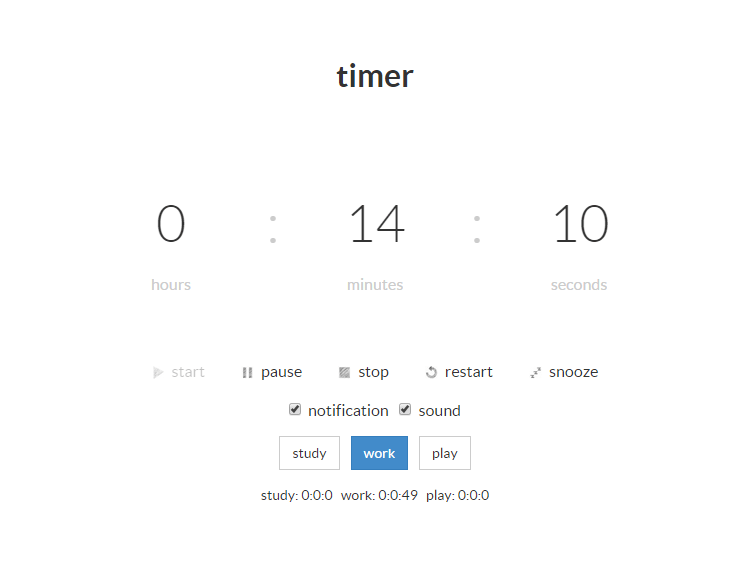 timer
0 : 14 : 10
hours minutes seconds
start pause stop restart snooze
notification sound
study work play
study: 0:0:0 work: 0:0:49 play: 0:0:0